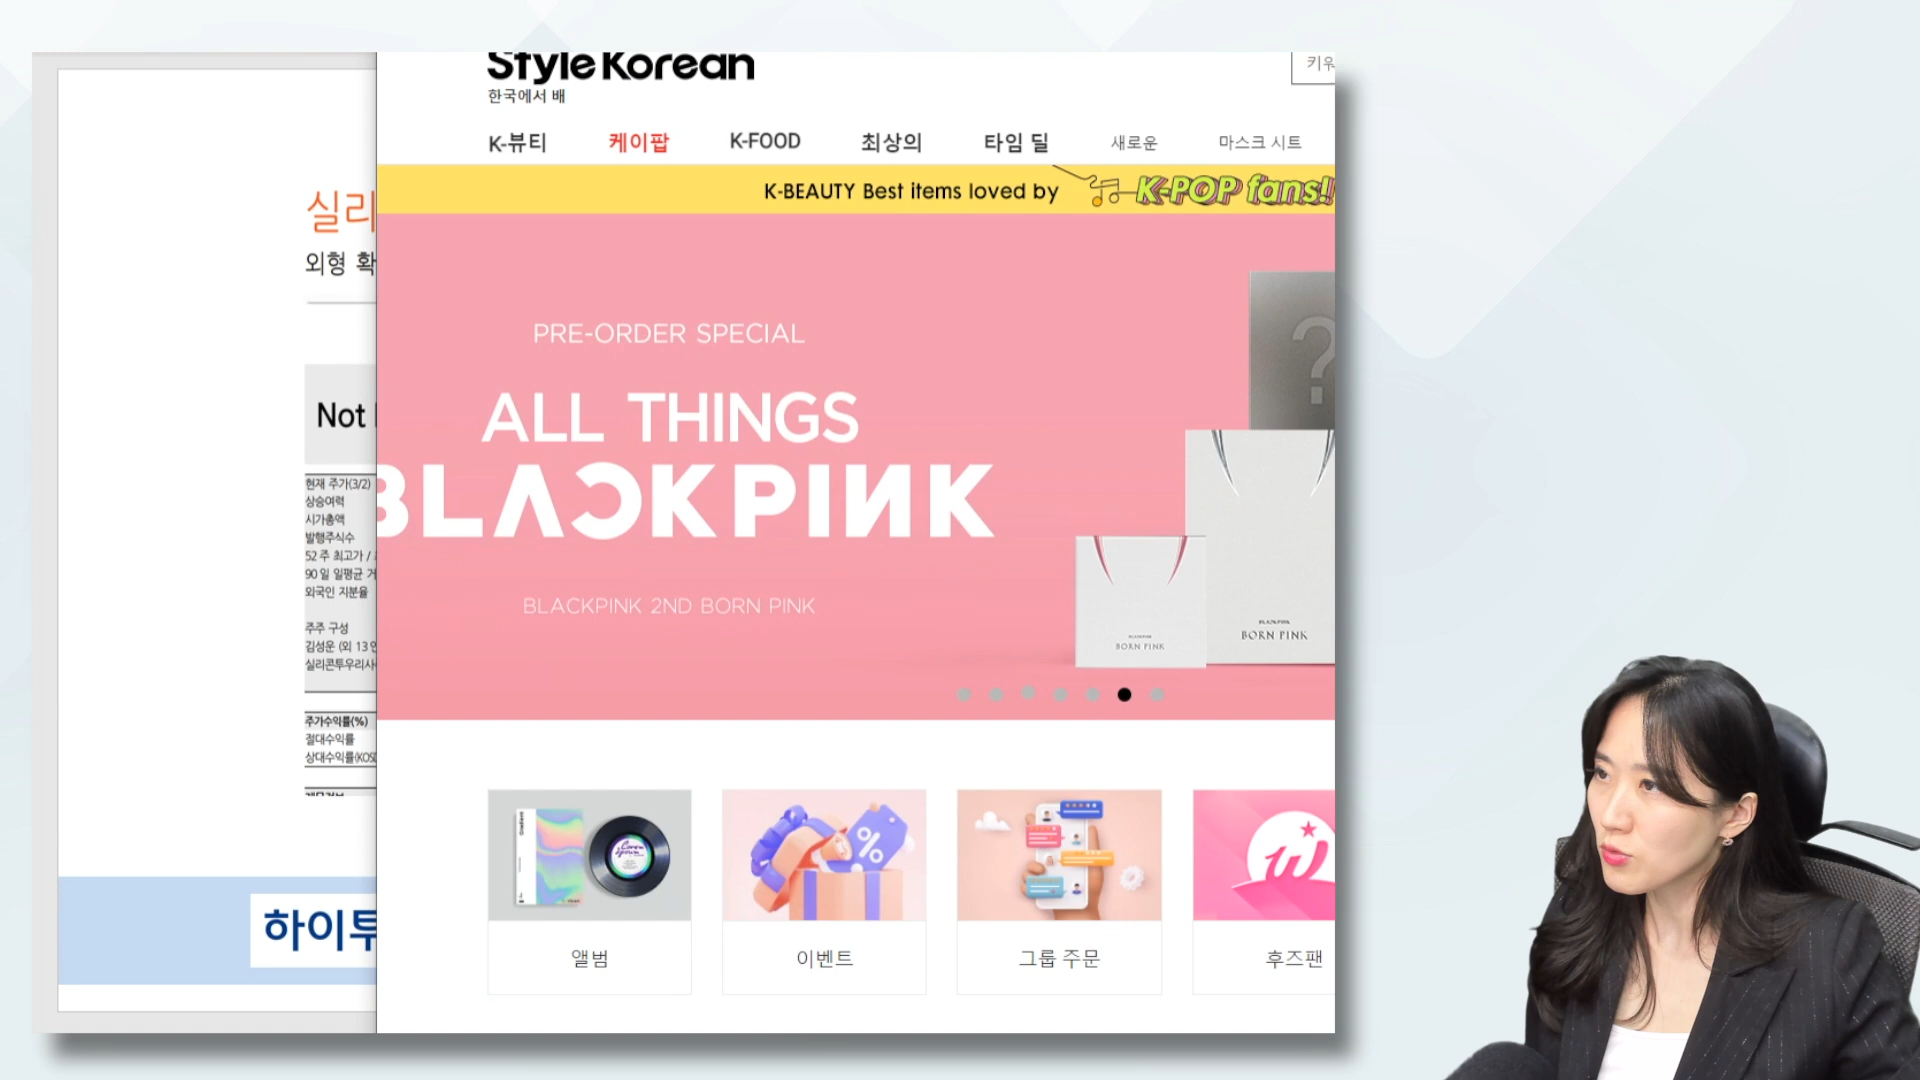 Style Korean
한국에서 배
키워
K-뷰티
케이팝
K-FOOD
최상의
타임 딜
새로운
마스크 시트
K-BEAUTY Best items loved by K-POP fans!
PRE-ORDER SPECIAL
ALL THINGS
BLACKPINK
BLACKPINK 2ND BORN PINK
?
BLACKPINK
BORN PINK
BLACKPINK
BORN PINK
앨범
이벤트
그룹 주문
후즈팬
실리
외형 확
Not
현재 주가(3/2)
상승여력
시가총액
발행주식수
52 주 최고가 /
90 일 일평균 거
외국인 지분율
주주 구성
김성운 (외 13 인
실리콘투우리사
주가수익률(%)
절대수익률
상대수익률(KOSD
하이투